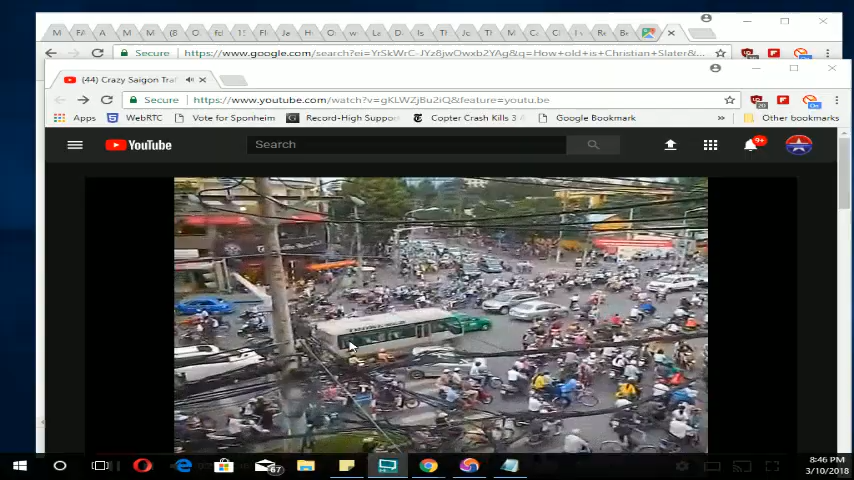 Secure
https://www.google.com/search?ei=YrSkWrC-JYz8jwOwxb2YAg&q=How+old+is+Christian+Slater
(44) Crazy Saigon Traf
Secure
https://www.youtube.com/watch?v=gKLWZjBu2iQ&feature=youtu.be
20
Apps
WebRTC
Vote for Sponheim
Record-High Support
Copter Crash Kills 3
Google Bookmark
»
Other bookmarks
YouTube
Search
9+
67
8:46 PM
3/10/2018